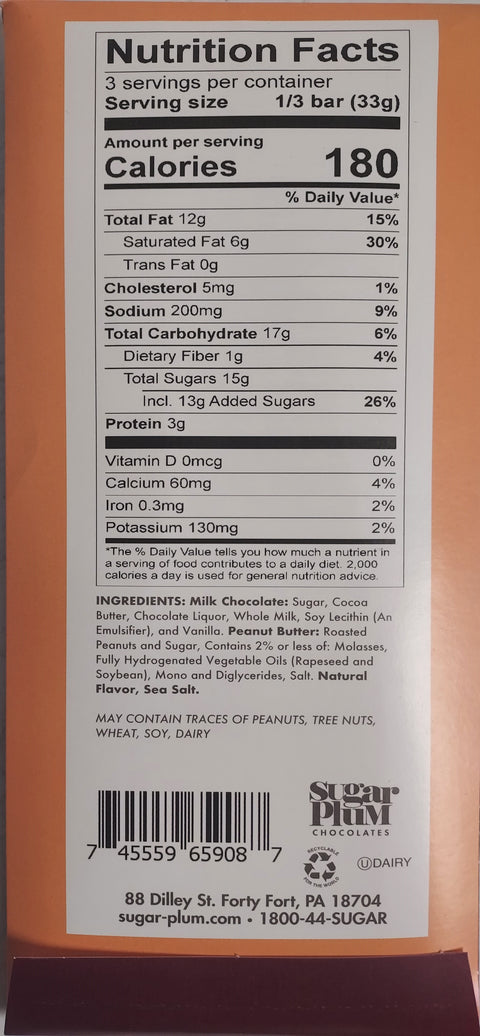 Nutrition Facts
3 servings per container
Serving size 1/3 bar (33g)
Amount per serving
Calories 180
% Daily Value*
Total Fat 12g 15%
Saturated Fat 6g 30%
Trans Fat 0g
Cholesterol 5mg 1%
Sodium 200mg 9%
Total Carbohydrate 17g 6%
Dietary Fiber 1g 4%
Total Sugars 15g
Incl. 13g Added Sugars 26%
Protein 3g
Vitamin D 0mcg 0%
Calcium 60mg 4%
Iron 0.3mg 2%
Potassium 130mg 2%
*The % Daily Value tells you how much a nutrient in
a serving of food contributes to a daily diet. 2,000
calories a day is used for general nutrition advice.
INGREDIENTS: Milk Chocolate: Sugar, Cocoa
Butter, Chocolate Liquor, Whole Milk, Soy Lecithin (An
Emulsifier), and Vanilla. Peanut Butter: Roasted
Peanuts and Sugar, Contains 2% or less of: Molasses,
Fully Hydrogenated Vegetable Oils (Rapeseed and
Soybean), Mono and Diglycerides, Salt. Natural
Flavor, Sea Salt.
MAY CONTAIN TRACES OF PEANUTS, TREE NUTS,
WHEAT, SOY, DAIRY
7 45559 65908 7
Sugar
Plum
CHOCOLATES
RECYCLABLE
FOR THE WORLD
ⓊDAIRY
88 Dilley St. Forty Fort, PA 18704
sugar-plum.com • 1800-44-SUGAR